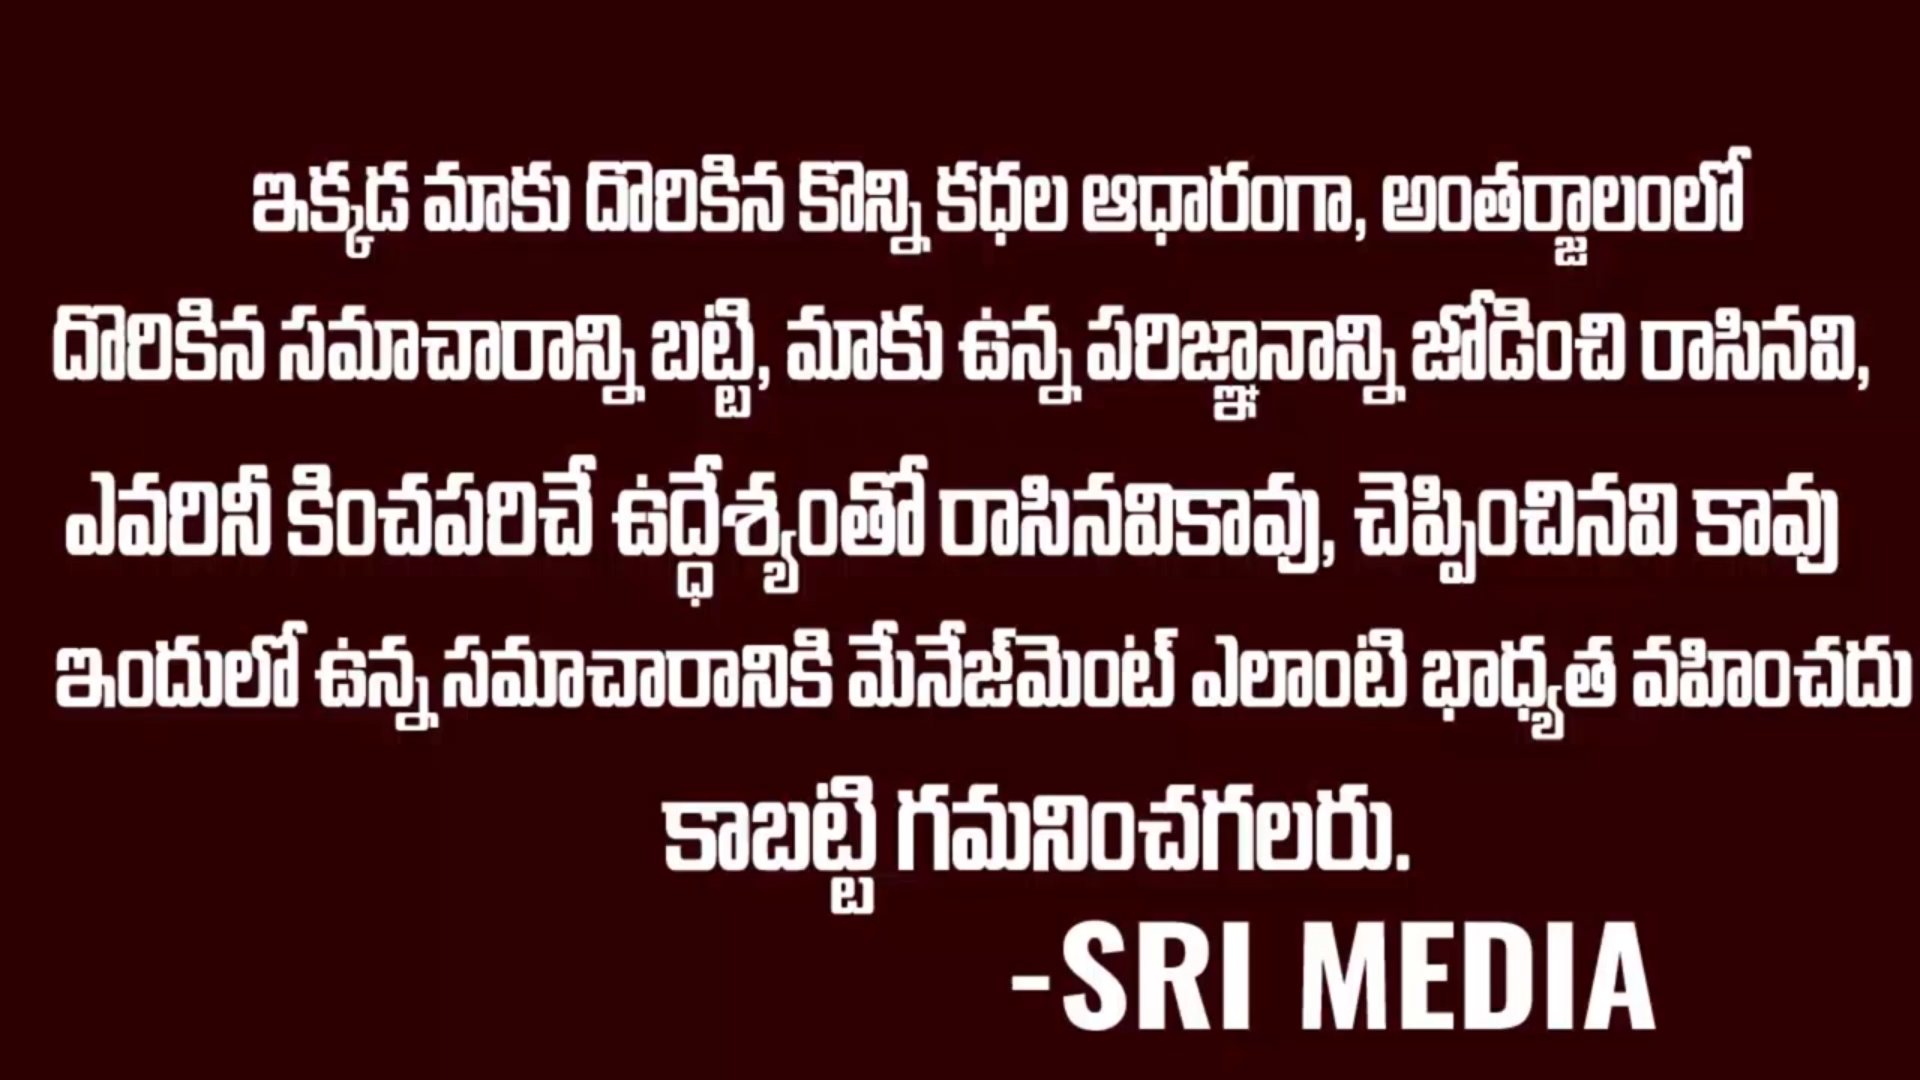 ఇక్కడ మాకు దొరికిన కొన్ని కధల ఆధారంగా, అంతర్జాలంలో
దొరికిన సమాచారాన్ని బట్టి, మాకు ఉన్న పరిజ్ఞానాన్ని జోడించి రాసినవి,
ఎవరినీ కించపరిచే ఉద్ధేశ్యంతో రాసినవికావు, చెప్పించినవి కావు
ఇందులో ఉన్న సమాచారానికి మేనేజ్‌మెంట్ ఎలాంటి భాధ్యత వహించదు
కాబట్టి గమనించగలరు.
-SRI MEDIA